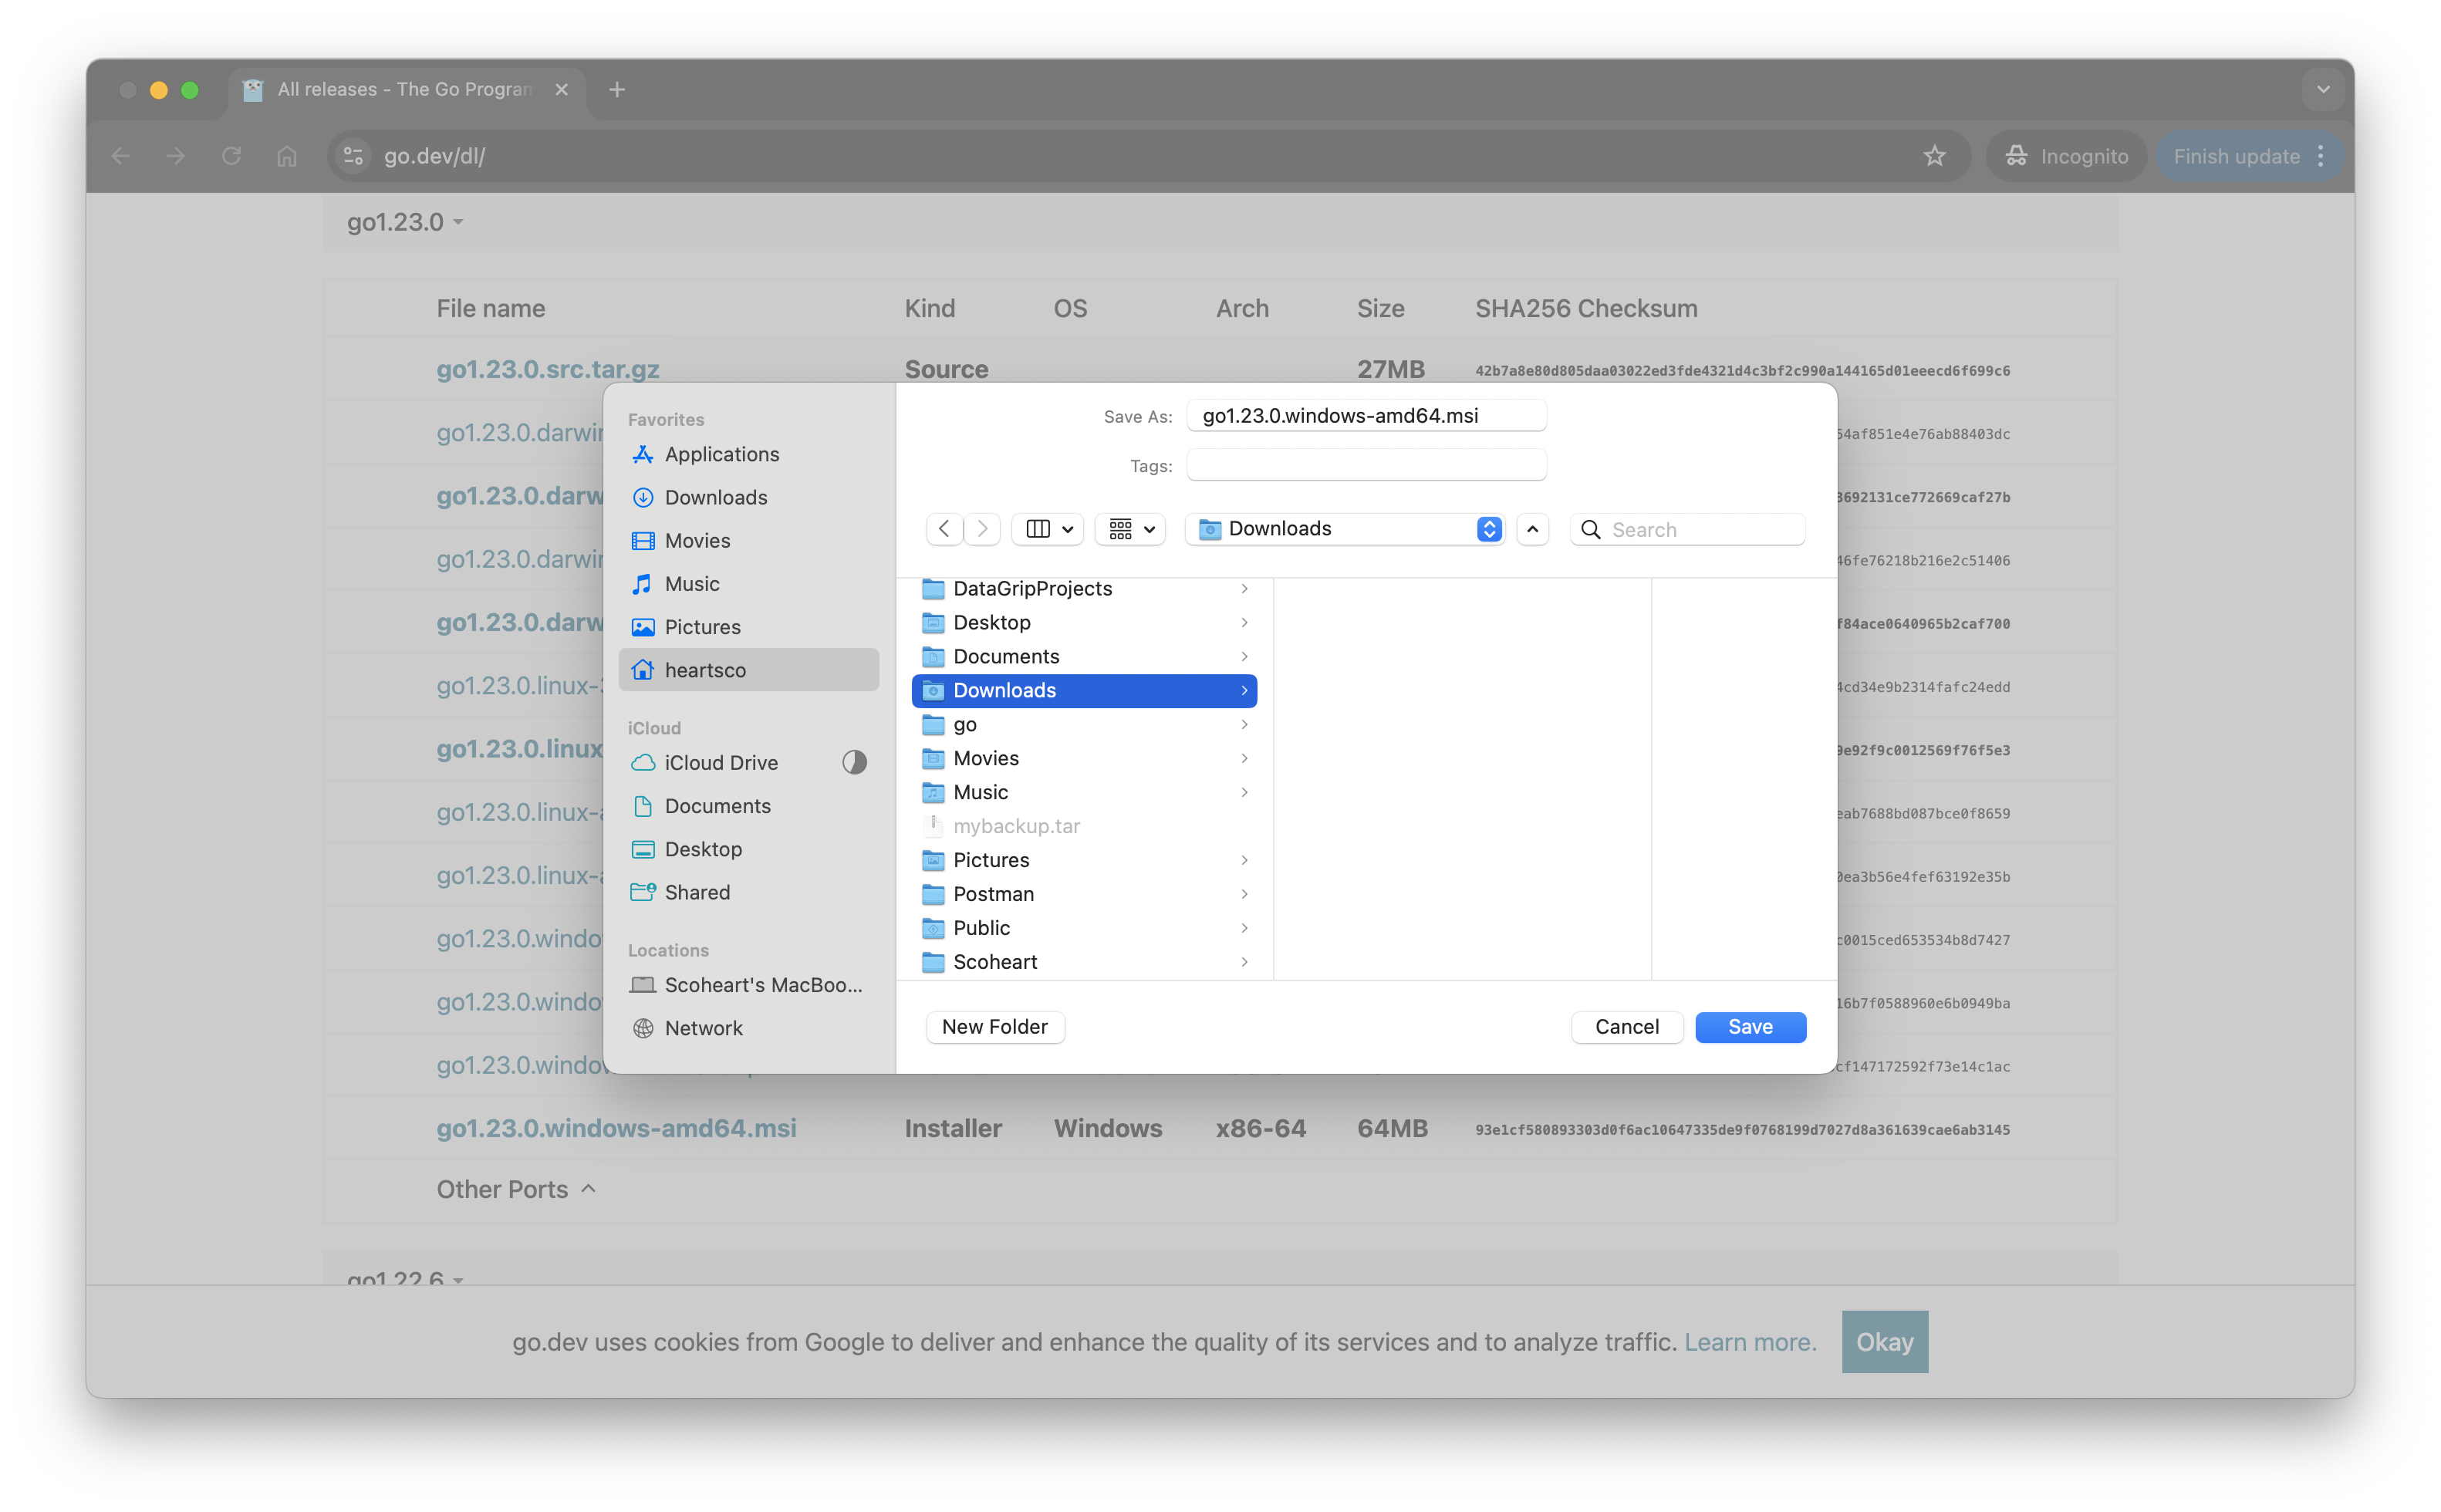 All releases - The Go Program
go.dev/dl/
Incognito
Finish update
go1.23.0
File name Kind OS Arch Size SHA256 Checksum
go1.23.0.src.tar.gz Source 27MB 42b7a8e80d805daa03022ed3fde4321d4c3bf2c990a144165d01eeecd6f699c6
Favorites
Applications
Downloads
Movies
Music
Pictures
heartsco
iCloud
iCloud Drive
Documents
Desktop
Shared
Locations
Scoheart's MacBoo...
Network
Save As: go1.23.0.windows-amd64.msi
Tags:
Downloads
Search
DataGripProjects
Desktop
Documents
Downloads
go
Movies
Music
mybackup.tar
Pictures
Postman
Public
Scoheart
New Folder
Cancel
Save
go1.23.0.darwin
go1.23.0.darw
go1.23.0.darwin
go1.23.0.darw
go1.23.0.linux-3
go1.23.0.linux
go1.23.0.linux-a
go1.23.0.linux-a
go1.23.0.windo
go1.23.0.windo
go1.23.0.windo
54af851e4e76ab88403dc
3692131ce772669caf27b
46fe76218b216e2c51406
f84ace0640965b2caf700
4cd34e9b2314fafc24edd
9e92f9c0012569f76f5e3
eab7688bd087bce0f8659
0ea3b56e4fef63192e35b
c0015ced653534b8d7427
16b7f0588960e6b0949ba
cf147172592f73e14c1ac
go1.23.0.windows-amd64.msi Installer Windows x86-64 64MB 93e1cf580893303d0f6ac10647335de9f0768199d7027d8a361639cae6ab3145
Other Ports
go1.22.6
go.dev uses cookies from Google to deliver and enhance the quality of its services and to analyze traffic. Learn more.
Okay